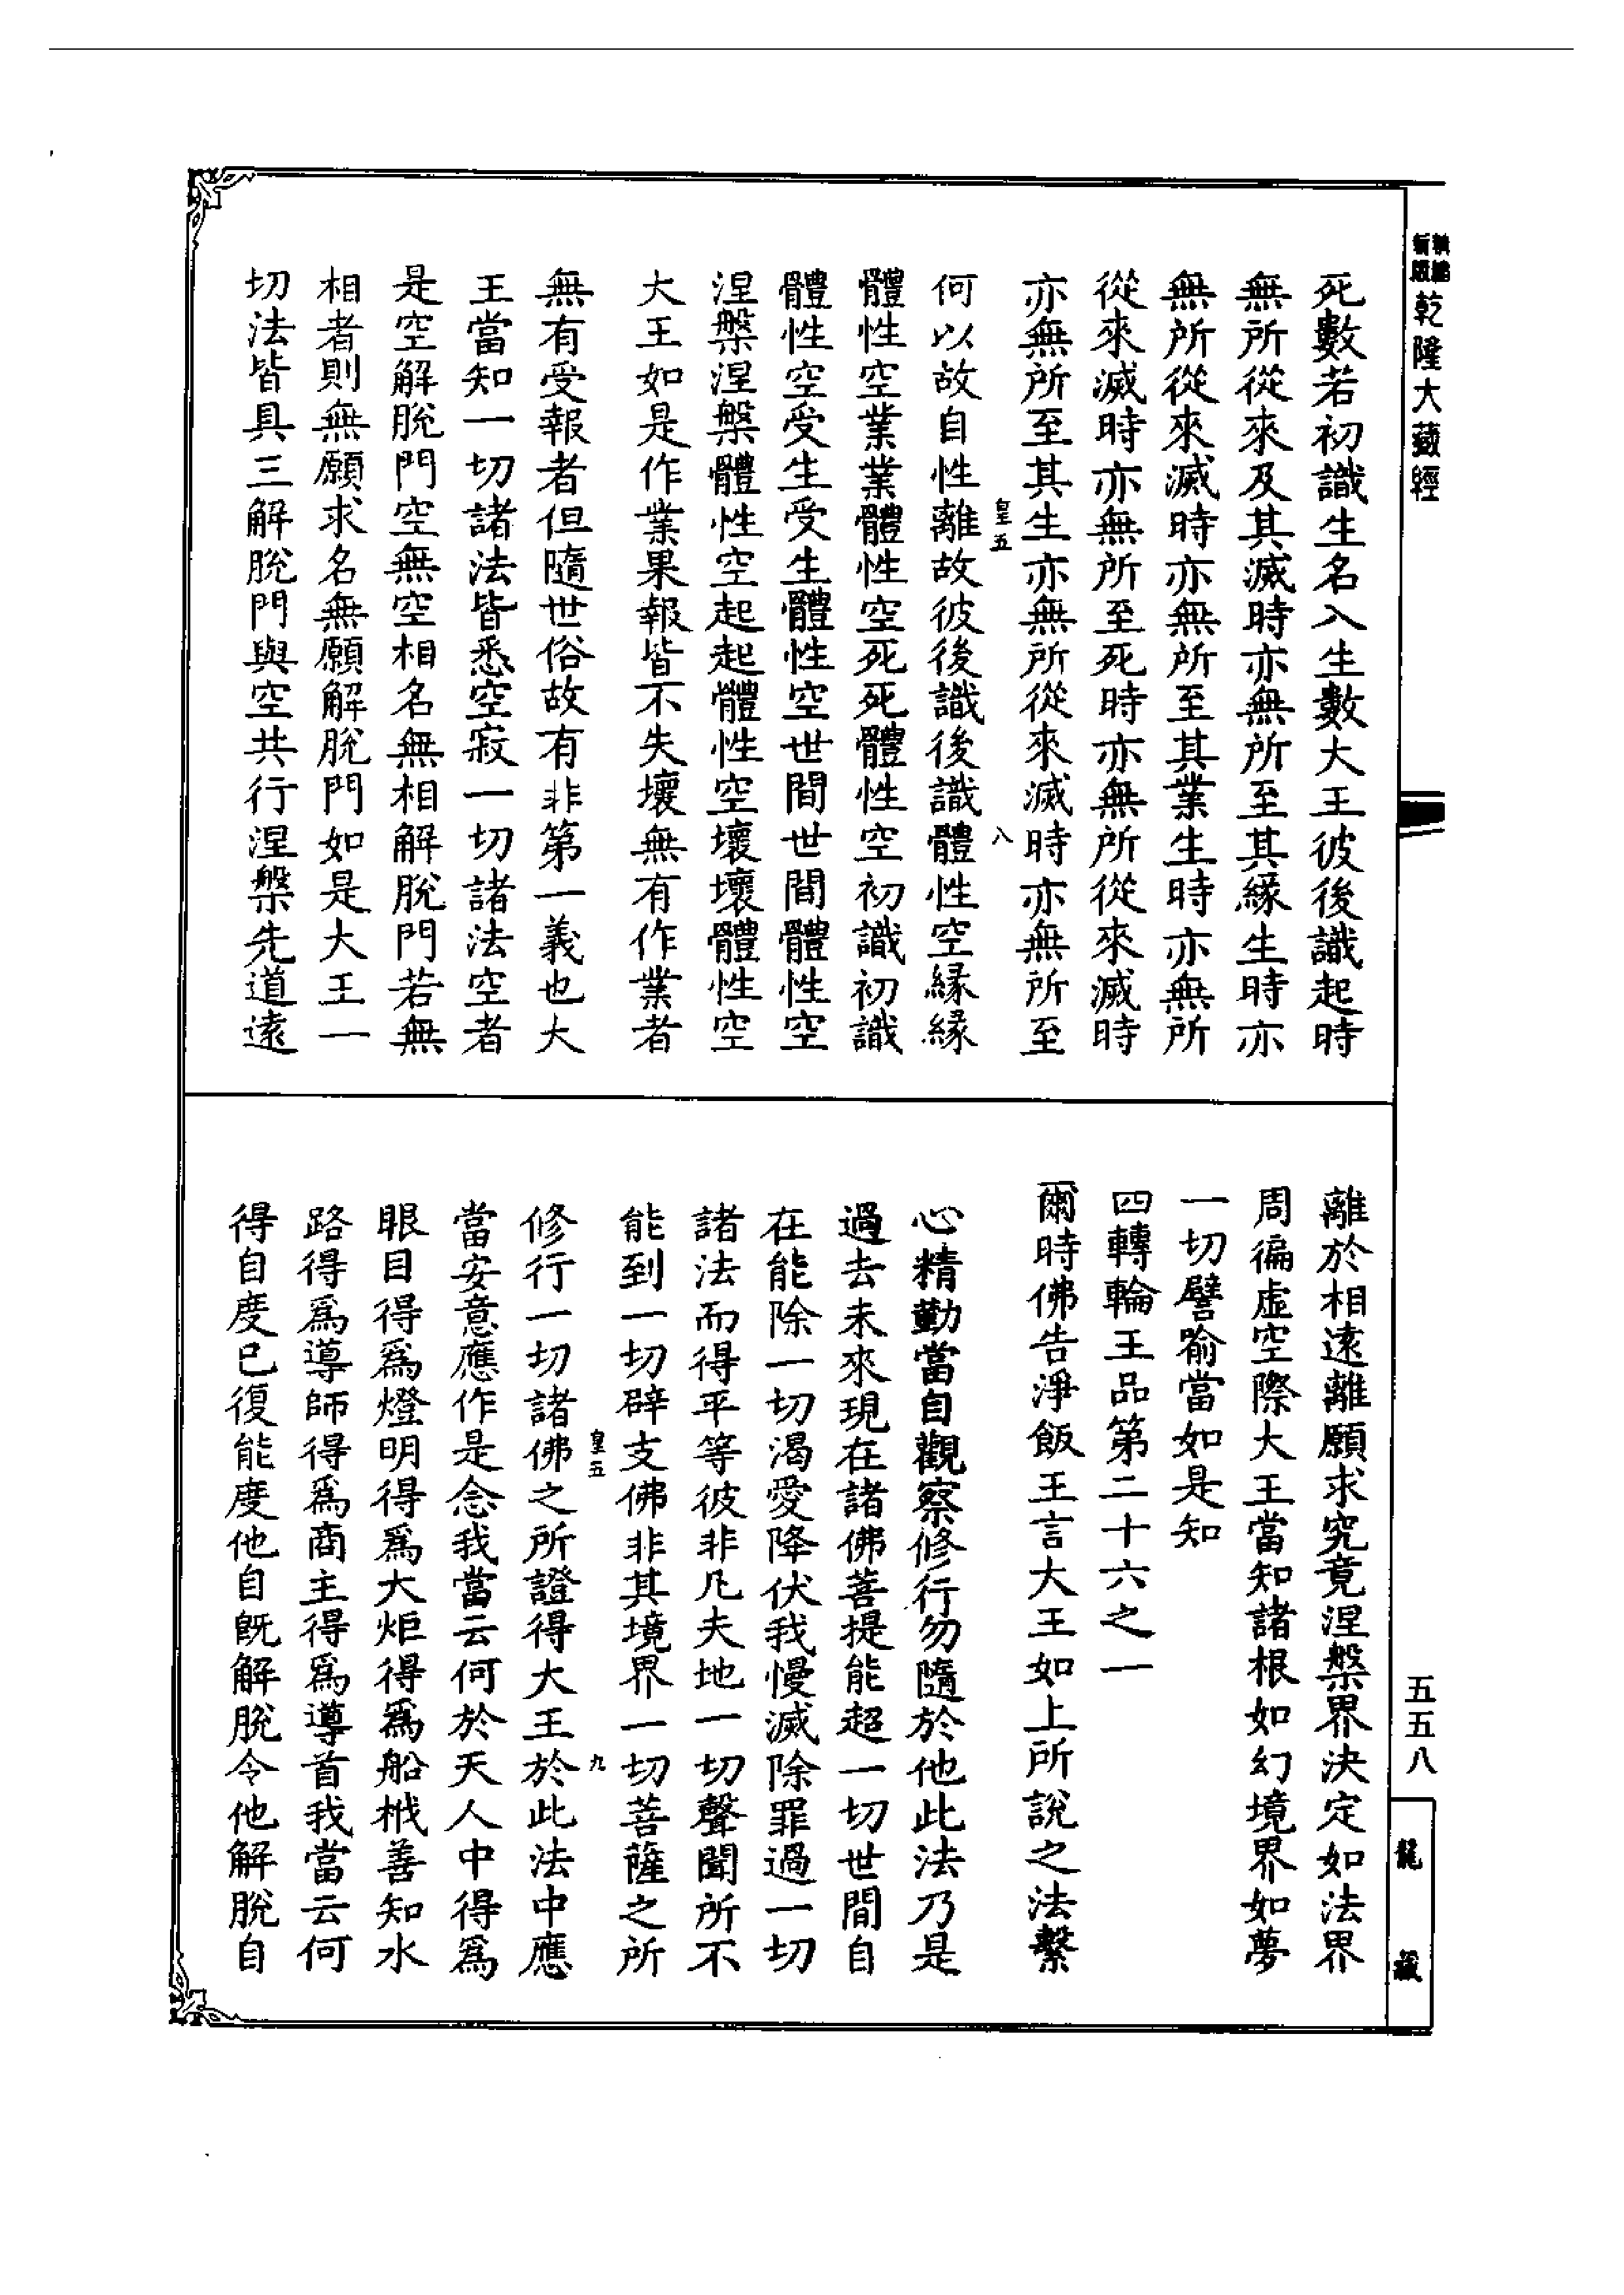 乾隆大藏經
死數若初識生名入生數大王彼後識起時
無所從來及其滅時亦無所至其緣生時亦
無所從來滅時亦無所至其業生時亦無所
從來滅時亦無所至死時亦無所從來滅時
亦無所至其生亦無所從來滅時亦無所至
皇五
八
何以故自性離故彼後識後識體性空緣緣
體性空業業體性空死死體性空初識初識
體性空受生受生體性空世間世間體性空
涅槃涅槃體性空起起體性空壞壞體性空
大王如是作業果報皆不失壞無有作業者
無有受報者但隨世俗故有非第一義也大
王當知一切諸法皆悉空寂一切諸法空者
是空解脫門空無空相名無相解脫門若無
相者則無願求名無願解脫門如是大王一
切法皆具三解脫門與空共行涅槃先道遠
離於相遠離願求究竟涅槃界決定如法界
周徧虛空際大王當知諸根如幻境界如夢
一切譬喻當如是知
四轉輪王品第二十六之一
爾時佛告淨飯王言大王如上所說之法繫
心精勤當自觀察修行勿隨於他此法乃是
過去未來現在諸佛菩提能超一切世間自
在能除一切渴愛降伏我慢滅除罪過一切
諸法而得平等彼非凡夫地一切聲聞所不
能到一切辟支佛非其境界一切菩薩之所
皇五
九
修行一切諸佛之所證得大王於此法中應
當安意應作是念我當云何於天人中得爲
眼目得爲燈明得爲大炬得爲船栰善知水
路得爲導師得爲商主得爲導首我當云何
得自度已復能度他自旣解脫令他解脫自
五五八
龍藏